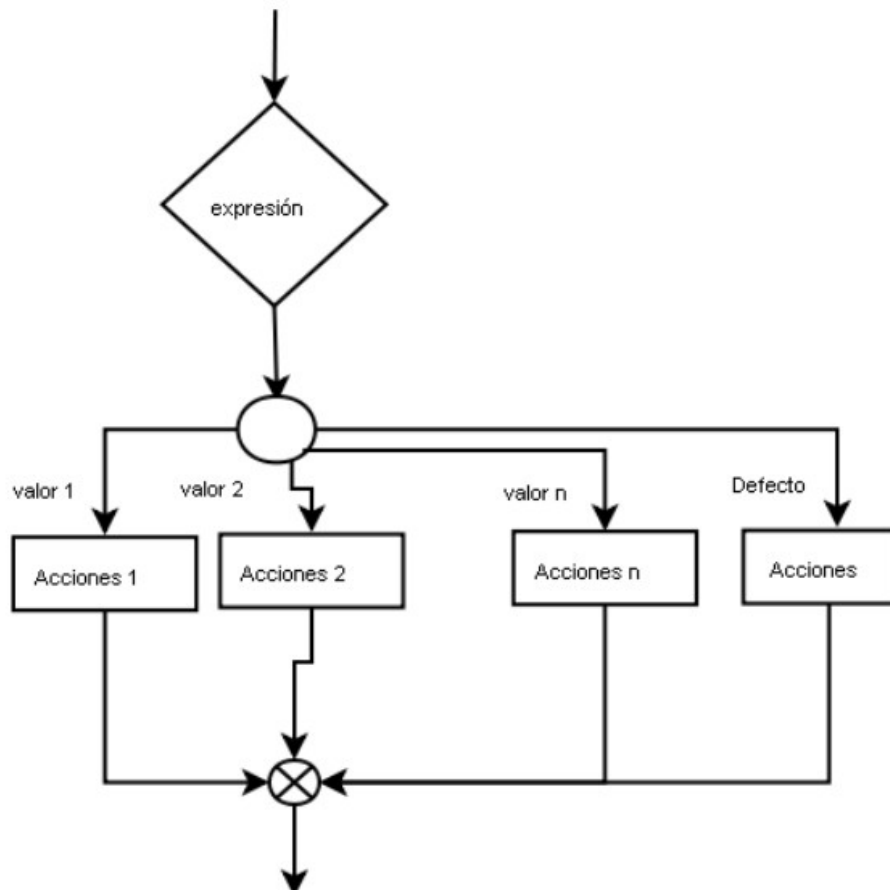 expresión
valor 1
valor 2
valor n
Defecto
Acciones 1
Acciones 2
Acciones n
Acciones